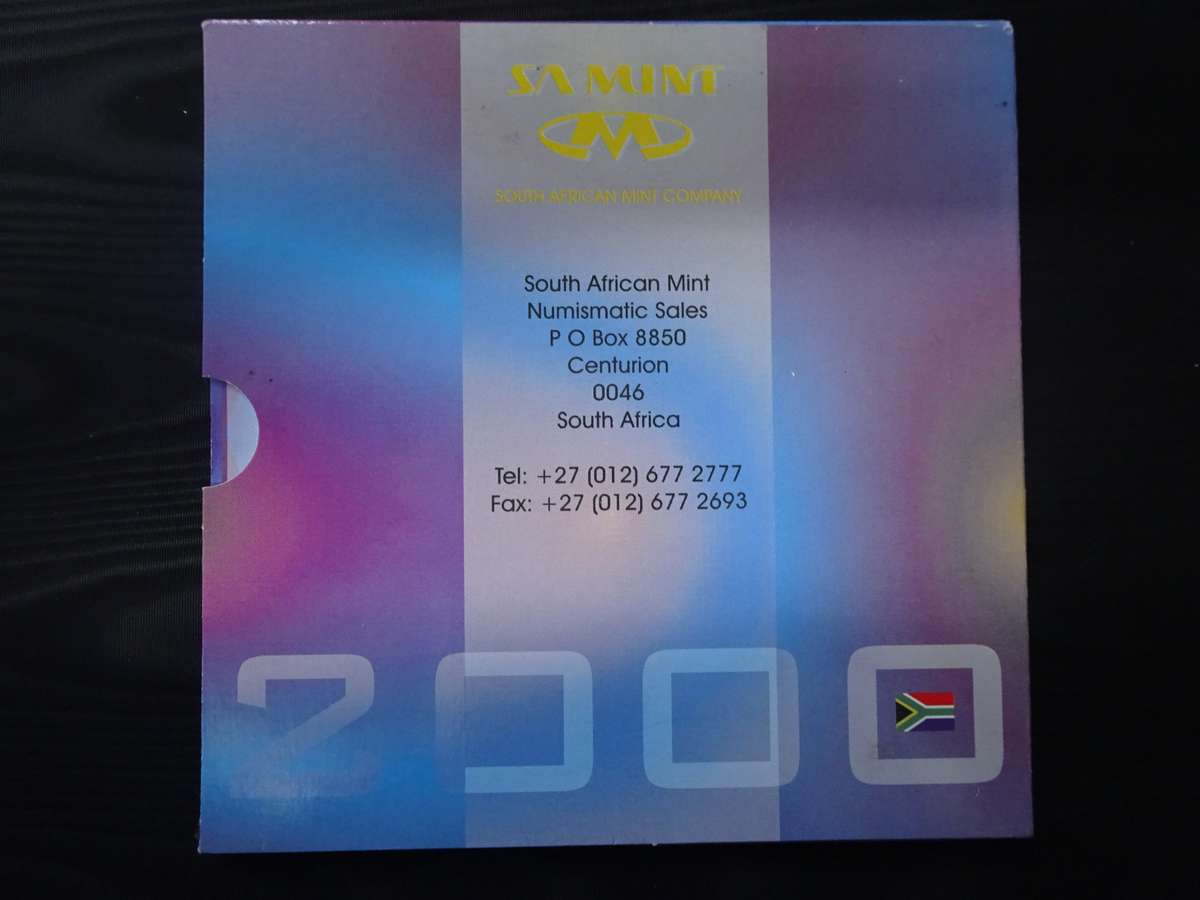 SA MINT
M
SOUTH AFRICAN MINT COMPANY
South African Mint
Numismatic Sales
P O Box 8850
Centurion
0046
South Africa
Tel: +27 (012) 677 2777
Fax: +27 (012) 677 2693
2000